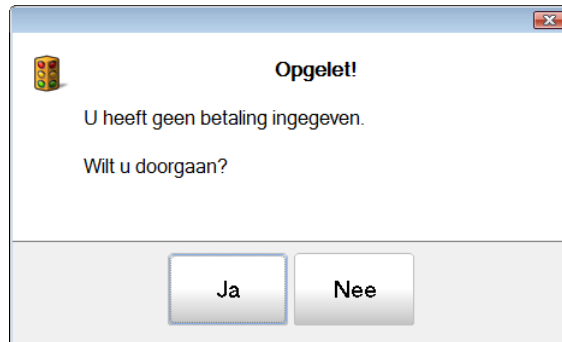 Opgelet!
U heeft geen betaling ingegeven.
Wilt u doorgaan?
Ja
Nee